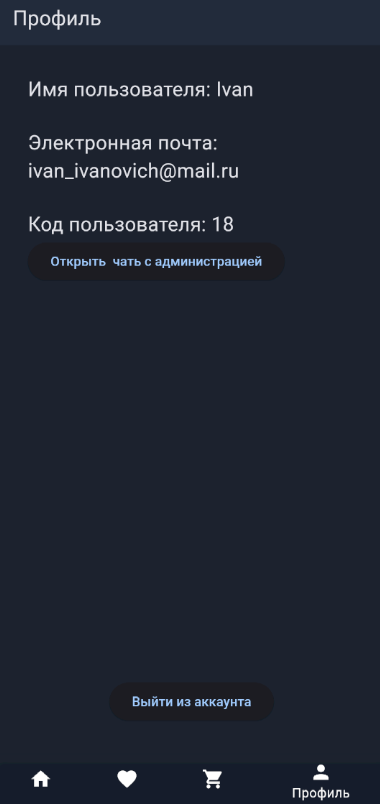 Профиль
Имя пользователя: Ivan
Электронная почта:
ivan_ivanovich@mail.ru
Код пользователя: 18
Открыть чать с администрацией
Выйти из аккаунта
Профиль